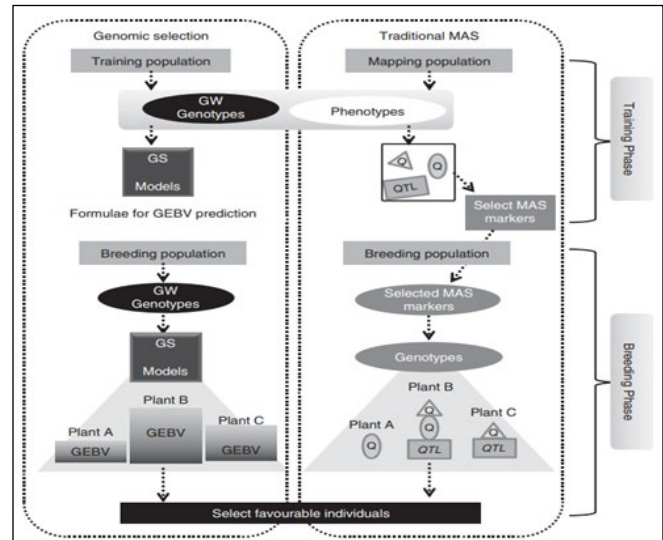 Genomic selection
Training population
Traditional MAS
Mapping population
GW
Genotypes
Phenotypes
GS
Models
Q
Q
QTL
Select MAS
markers
Formulae for GEBV prediction
Training Phase
Breeding population
GW
Genotypes
GS
Models
Plant A
GEBV
Plant B
GEBV
Plant C
GEBV
Breeding population
Selected MAS
markers
Genotypes
Plant A
Q
Plant B
Q
Q
QTL
Plant C
Q
QTL
Breeding Phase
Select favourable individuals